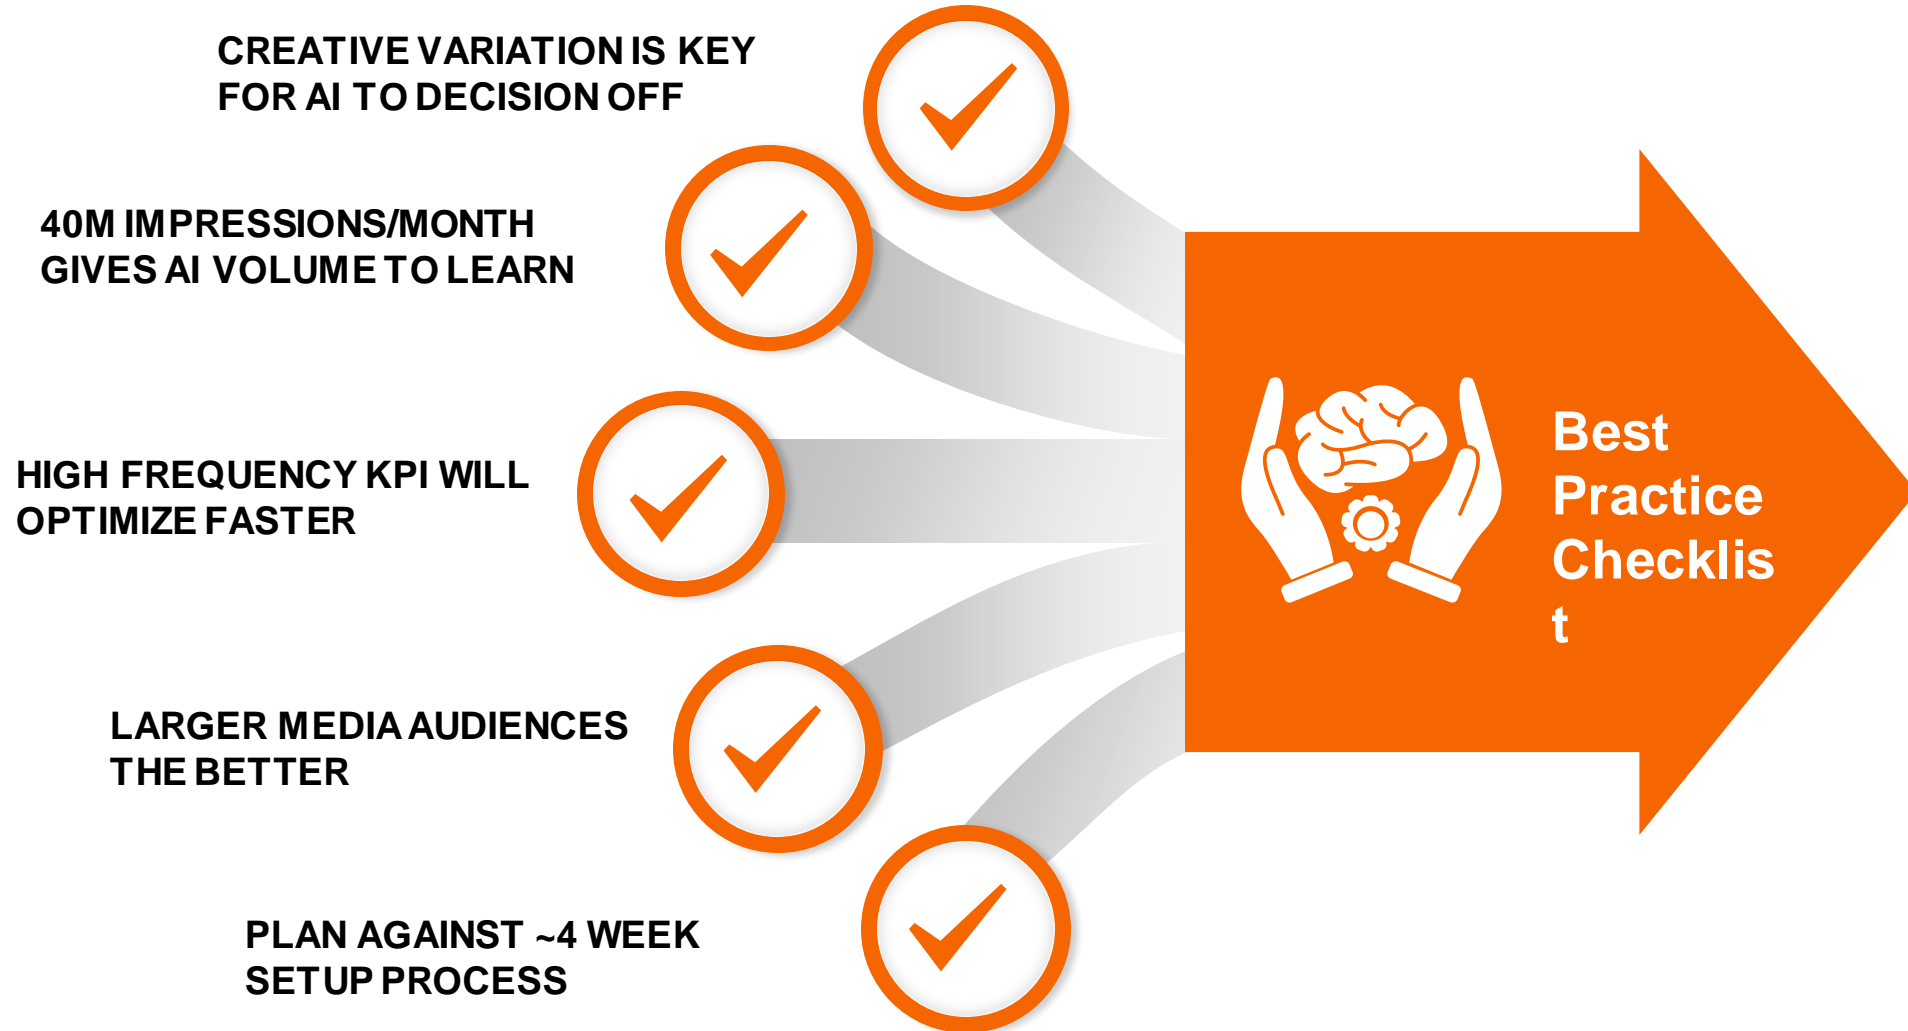 CREATIVE VARIATION IS KEY
FOR AI TO DECISION OFF
40M IMPRESSIONS/MONTH
GIVES AI VOLUME TO LEARN
HIGH FREQUENCY KPI WILL
OPTIMIZE FASTER
LARGER MEDIA AUDIENCES
THE BETTER
PLAN AGAINST ~4 WEEK
SETUP PROCESS
Best
Practice
Checklis
t